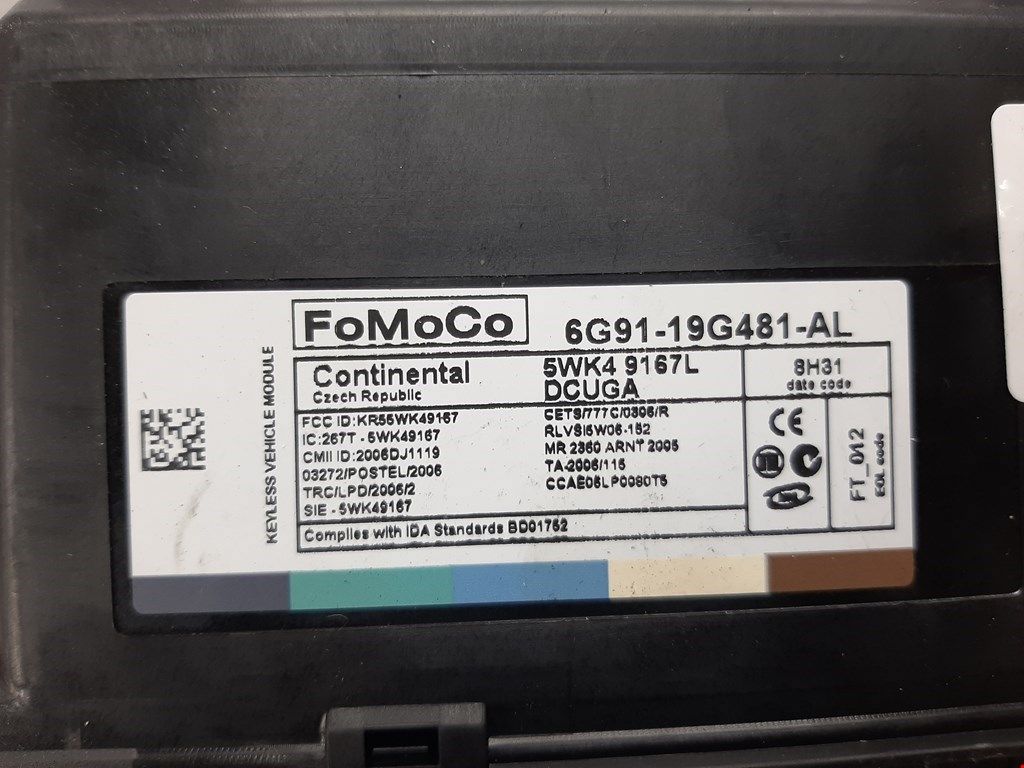 FoMoCo
6G91-19G481-AL
KEYLESS VEHICLE MODULE
Continental
Czech Republic
5WK4 9167L
DCUGA
8H31
date code
FCC ID:KR55WK49167
IC:267T - 5WK49167
CMII ID:2006DJ1119
03272/POSTEL/2006
TRC/LPD/2006/2
SIE - 5WK49167
CETS/777C/0306/R
RLVSI5W06-152
MR 2360 ARNT 2005
TA-2006/115
CCAE05LP0080T5
CE
FT_012
EOL code
Complies with IDA Standards BD01752